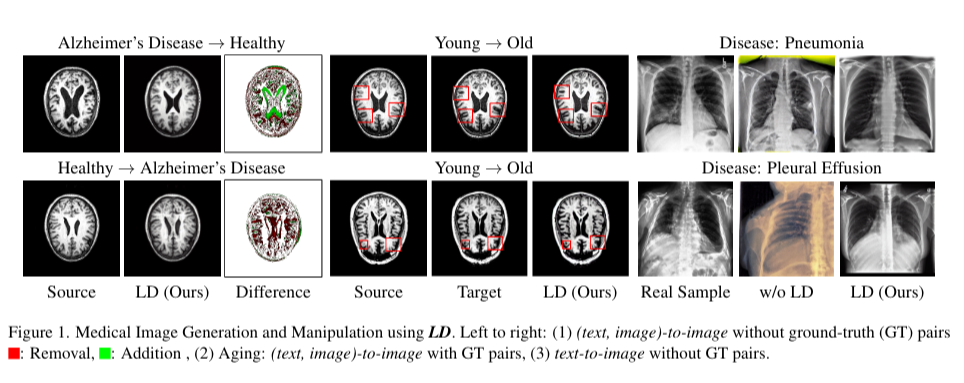 Alzheimer's Disease → Healthy
Young → Old
Disease: Pneumonia
Healthy → Alzheimer's Disease
Young → Old
Disease: Pleural Effusion
Source
LD (Ours)
Difference
Source
Target
LD (Ours)
Real Sample
w/o LD
LD (Ours)
Figure 1. Medical Image Generation and Manipulation using LD. Left to right: (1) (text, image)-to-image without ground-truth (GT) pairs
: Removal, : Addition , (2) Aging: (text, image)-to-image with GT pairs, (3) text-to-image without GT pairs.